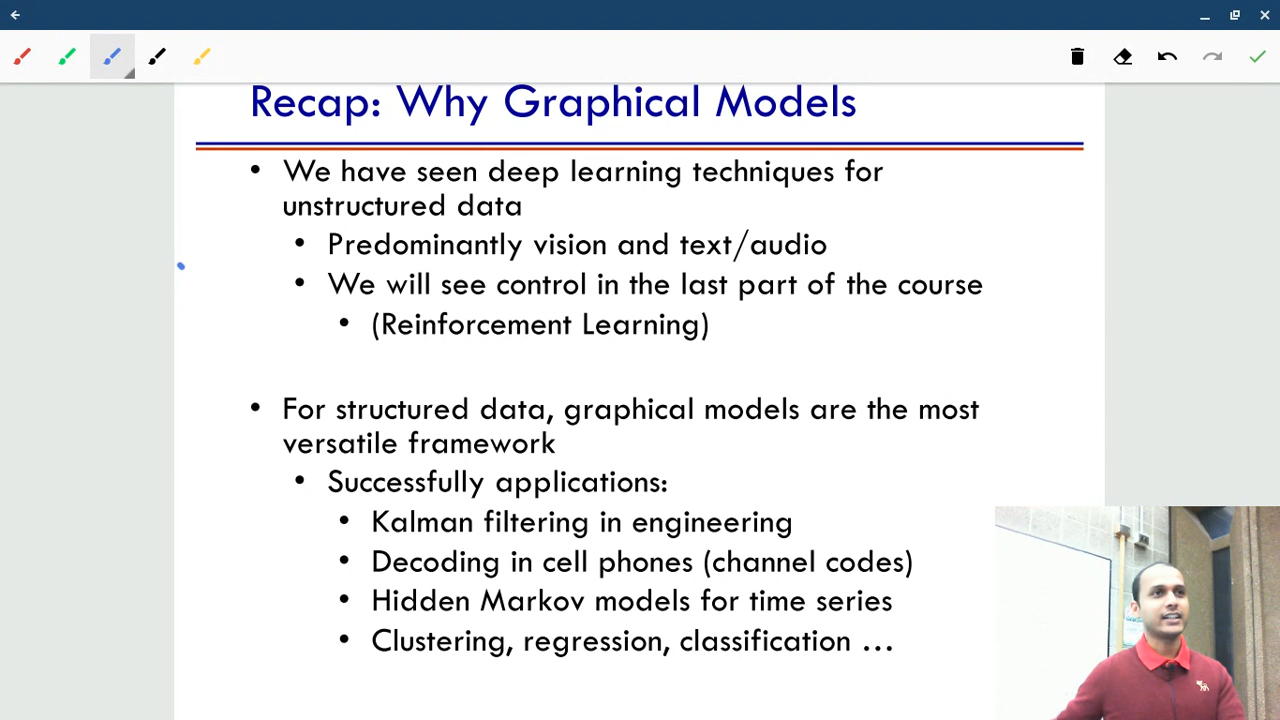 Recap: Why Graphical Models
• We have seen deep learning techniques for
unstructured data
• Predominantly vision and text/audio
• We will see control in the last part of the course
• (Reinforcement Learning)
• For structured data, graphical models are the most
versatile framework
• Successfully applications:
• Kalman filtering in engineering
• Decoding in cell phones (channel codes)
• Hidden Markov models for time series
• Clustering, regression, classification ...